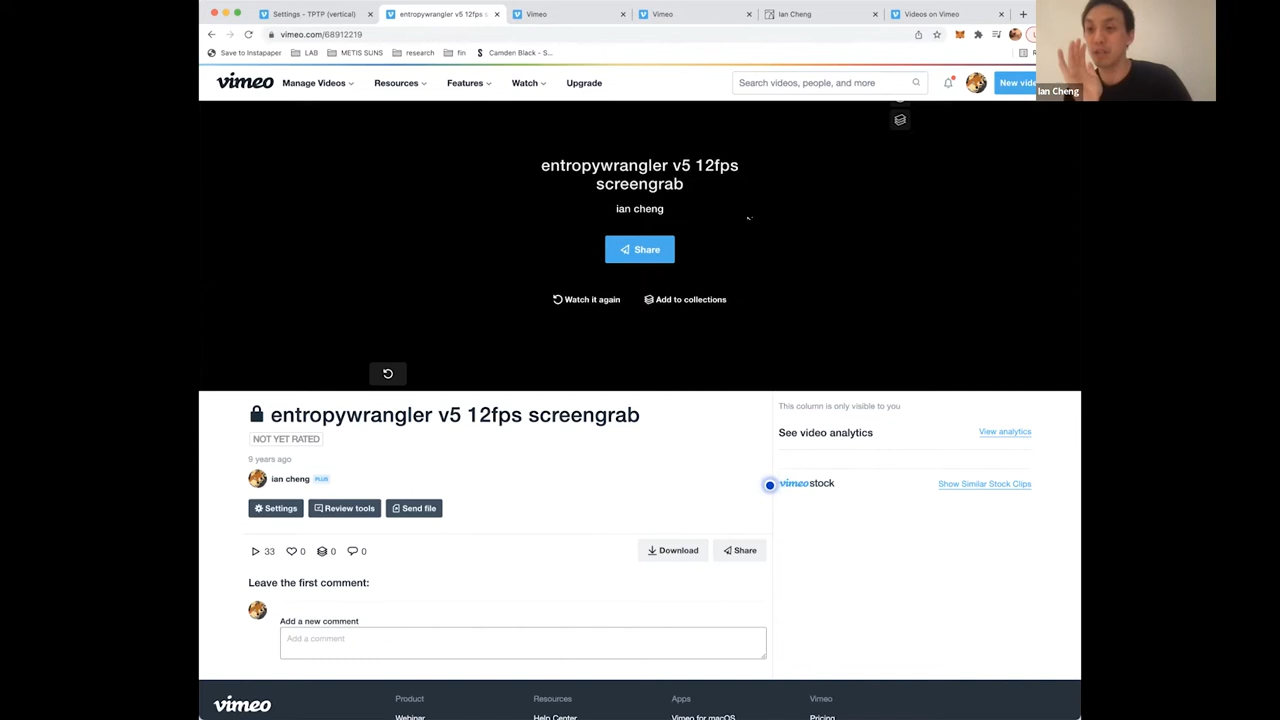 Settings - TPTP (vertical)
entropywrangler v5 12fps s
Vimeo
Vimeo
Ian Cheng
Videos on Vimeo
vimeo.com/68912219
Save to Instapaper
LAB
METIS SUNS
research
fin
Camden Black - S...
Ian Cheng
vimeo
Manage Videos
Resources
Features
Watch
Upgrade
Search videos, people, and more
New vide
entropywrangler v5 12fps
screengrab
ian cheng
Share
Watch it again
Add to collections
entropywrangler v5 12fps screengrab
NOT YET RATED
9 years ago
ian cheng PLUS
Settings
Review tools
Send file
33
0
0
0
Download
Share
Leave the first comment:
Add a new comment
Add a comment
This column is only visible to you
See video analytics
View analytics
vimeostock
Show Similar Stock Clips
vimeo
Product
Resources
Apps
Vimeo
Webinar
Help Center
Vimeo for macOS
Pricing